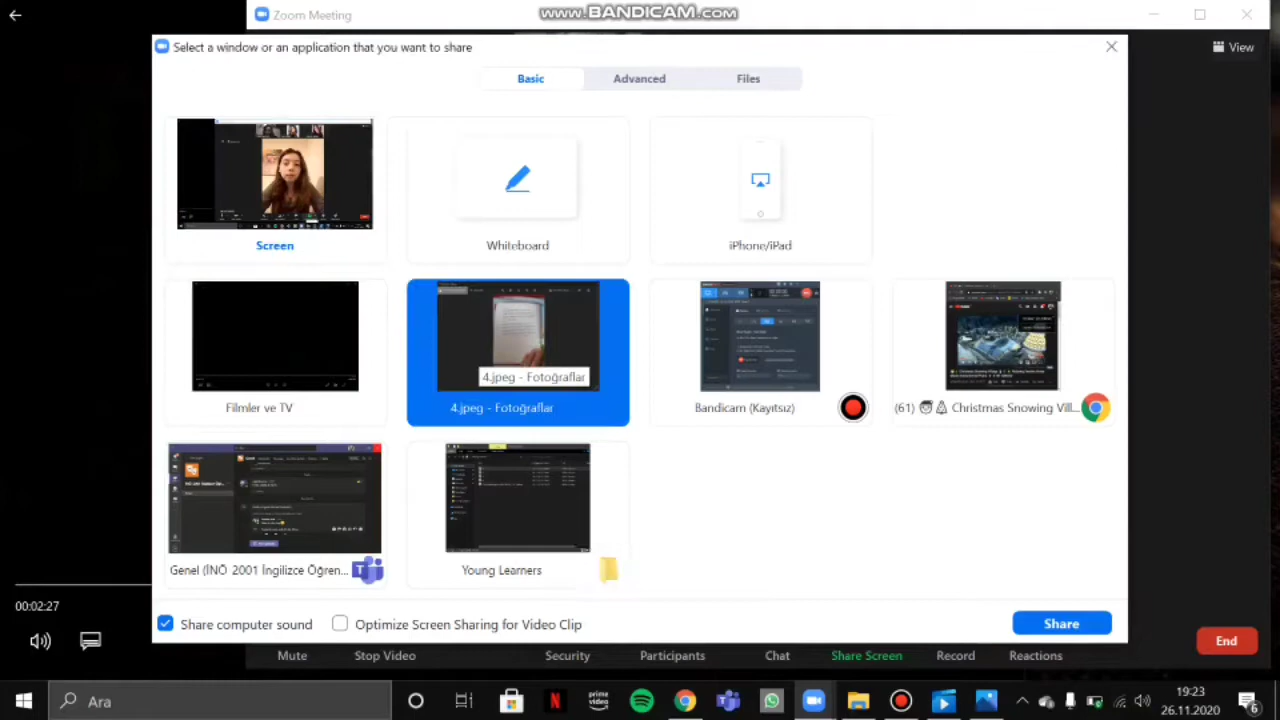 Zoom Meeting
www.BANDICAM.com
Select a window or an application that you want to share
View
Basic
Advanced
Files
Screen
Whiteboard
iPhone/iPad
4.jpeg - Fotoğraflar
Filmler ve TV
4.jpeg - Fotoğraflar
Bandicam (Kayıtsız)
(61) Christmas Snowing Vill...
Genel (İNÖ 2001 İngilizce Öğren...
Young Learners
00:02:27
Share computer sound
Optimize Screen Sharing for Video Clip
Share
End
Mute
Stop Video
Security
Participants
Chat
Share Screen
Record
Reactions
Ara
prime video
19:23
26.11.2020
6